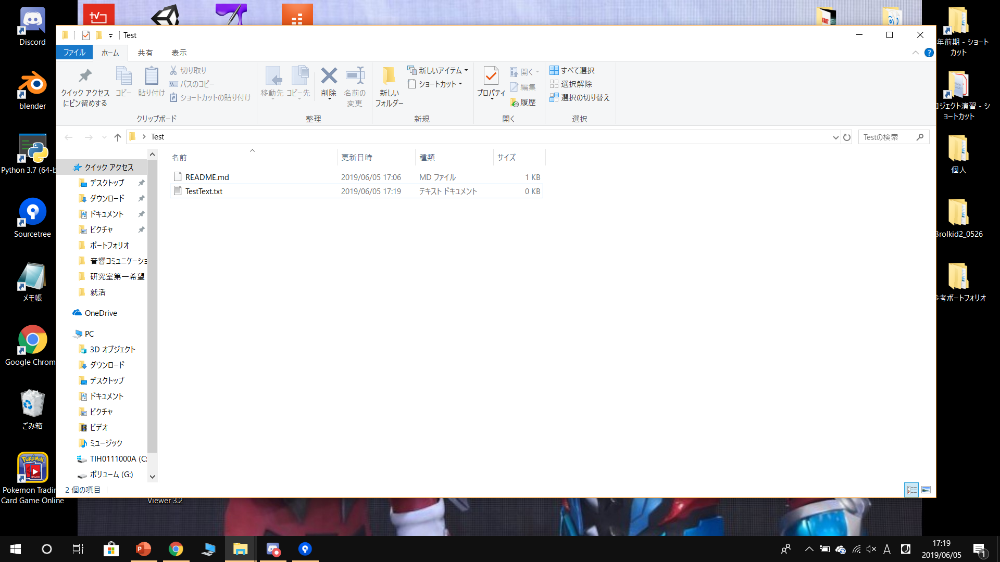 Discord
blender
Python 3.7 (64-b
Sourcetree
メモ帳
Google Chrom
ごみ箱
Pokemon Tradin
Card Game Online
Viewer 3.2
Test
ファイル
ホーム
共有
表示
クイック アクセス
にピン留めする
コピー
貼り付け
切り取り
パスのコピー
ショートカットの貼り付け
クリップボード
移動先
コピー先
削除
名前の
変更
整理
新しい
フォルダー
新しいアイテム
ショートカット
新規
プロパティ
開く
編集
履歴
開く
すべて選択
選択解除
選択の切り替え
選択
Test
Testの検索
名前
更新日時
種類
サイズ
README.md
2019/06/05 17:06
MD ファイル
1 KB
TestText.txt
2019/06/05 17:19
テキスト ドキュメント
0 KB
クイック アクセス
デスクトップ
ダウンロード
ドキュメント
ピクチャ
ポートフォリオ
音響コミュニケーショ
研究室第一希望
就活
OneDrive
PC
3D オブジェクト
ダウンロード
デスクトップ
ドキュメント
ピクチャ
ビデオ
ミュージック
TIH0111000A (C:
ボリューム (G:)
2 個の項目
年前期 - ショート
カット
ロジェクト演習 - シ
ョートカット
個人
3rolkid2_0526
参考ポートフォリオ
A
17:19
2019/06/05
1